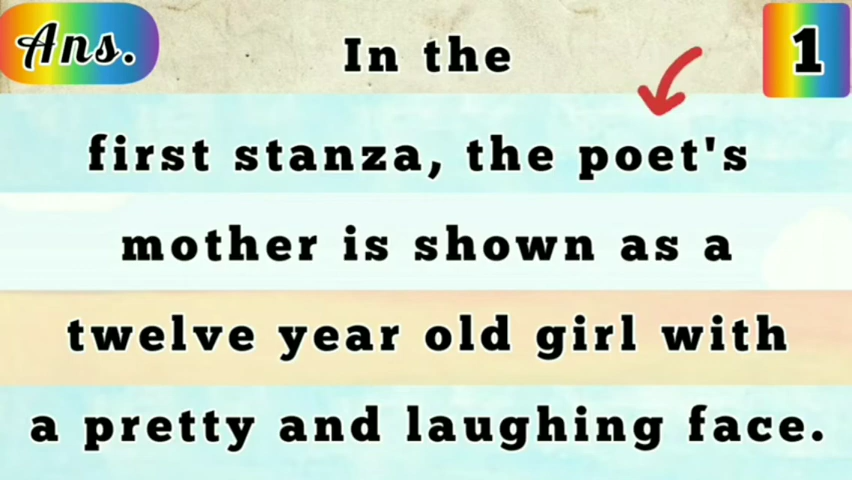 Ans.
1
In the
first stanza, the poet's
mother is shown as a
twelve year old girl with
a pretty and laughing face.